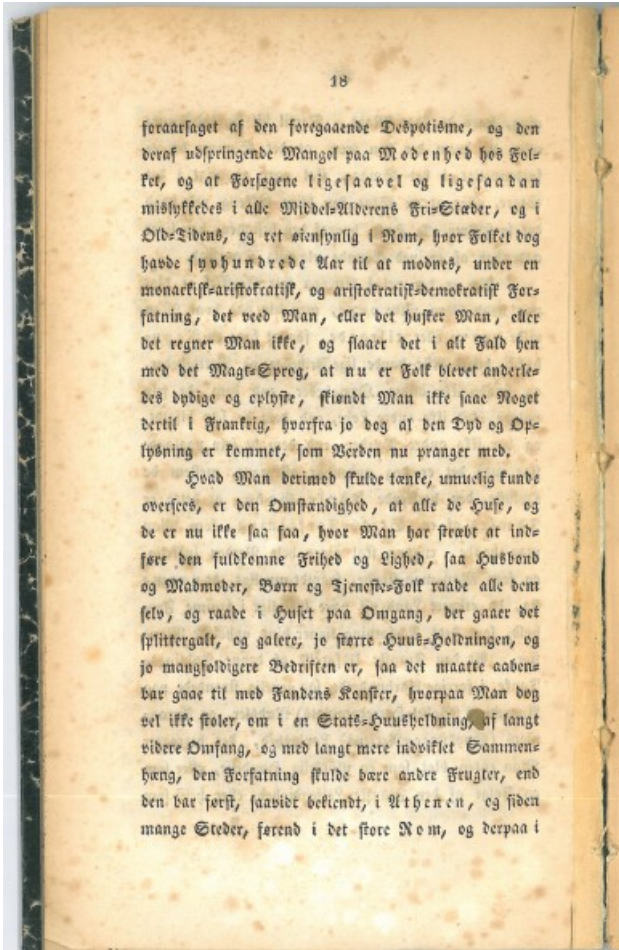 18
foraarsaget af den foregaaende Despotisme, og den
deraf udspringende Mangel paa Modenhed hos Fol-
ket, og at Forsøgene ligesaavel og ligesaadan
mislykkedes i alle Middel-Alderens Fri-Stæder, og i
Old-Tidens, og ret øiensynlig i Rom, hvor Folket dog
havde syvhundrede Aar til at modnes, under en
monarkisk-aristokratisk, og aristokratisk-demokratisk For-
fatning, det veed Man, eller det husker Man, eller
det regner Man ikke, og slaaer det i alt Fald hen
med det Magt-Sprog, at nu er Folk blevet anderle-
des dydige og oplyste, skiøndt Man ikke saae Noget
dertil i Frankrig, hvorfra jo dog al den Dyd og Op-
lysning er kommet, som Verden nu pranger med.
Hvad Man derimod skulde tænke, umuelig kunde
oversees, er den Omstændighed, at alle de Huse, og
de er nu ikke saa faa, hvor Man har stræbt at ind-
føre den fuldkomne Frihed og Lighed, saa Husbond
og Madmoder, Børn og Tjeneste-Folk raade alle dem
selv, og raade i Huset paa Omgang, der gaaer det
splittergalt, og galere, jo større Huus-Holdningen, og
jo mangfoldigere Bedriften er, saa det maatte aaben-
bar gaae til med Fandens Konster, hvorpaa Man dog
vel ikke stoler, om i en Stats-Huusholdning, af langt
videre Omfang, og med langt mere indviklet Sammen-
hæng, den Forfatning skulde bære andre Frugter, end
den bar først, saavidt bekiendt, i Athenen, og siden
mange Steder, førend i det store Rom, og derpaa i